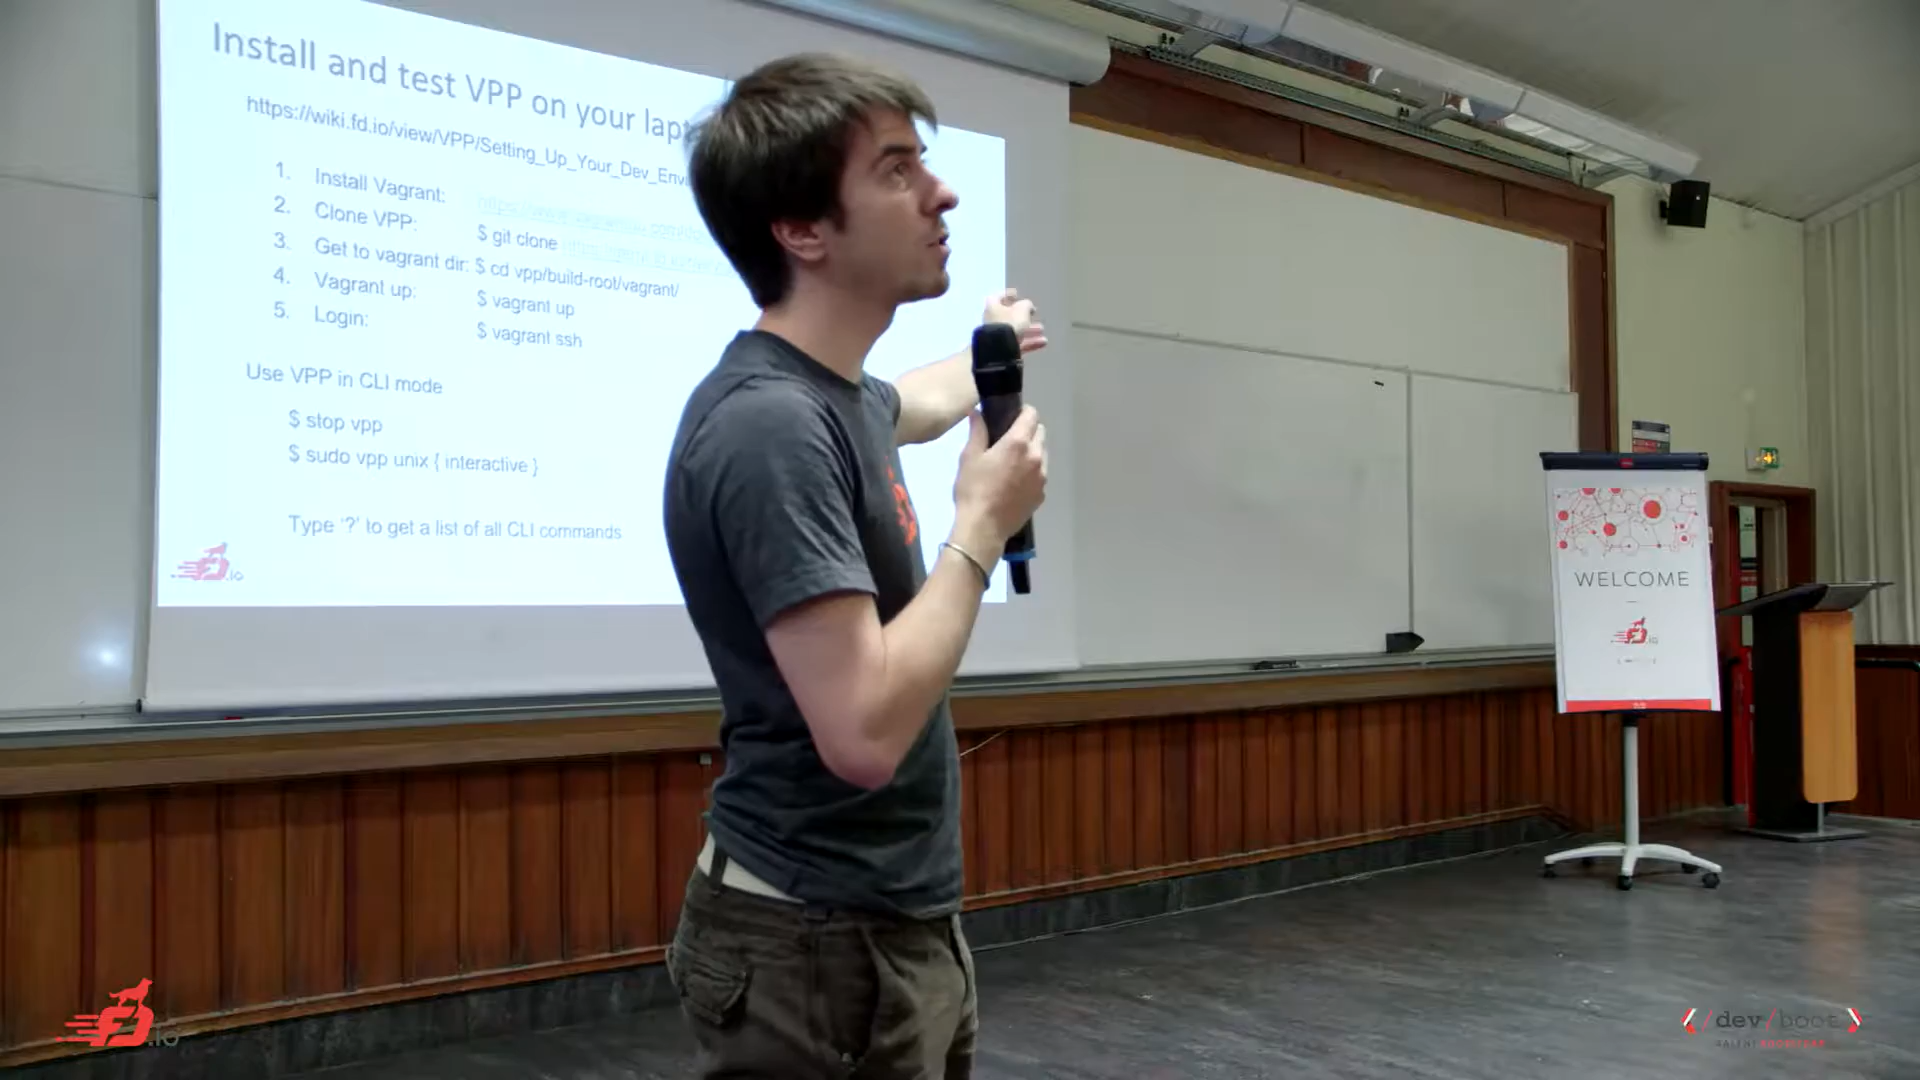 Install and test VPP on your lapt
https://wiki.fd.io/view/VPP/Setting_Up_Your_Dev_Envi
1. Install Vagrant:
2. Clone VPP: $ git clone
3. Get to vagrant dir: $ cd vpp/build-root/vagrant/
4. Vagrant up: $ vagrant up
5. Login: $ vagrant ssh
Use VPP in CLI mode
$ stop vpp
$ sudo vpp unix { interactive }
Type ‘?’ to get a list of all CLI commands
.io
WELCOME
.io
.io
/dev/boot